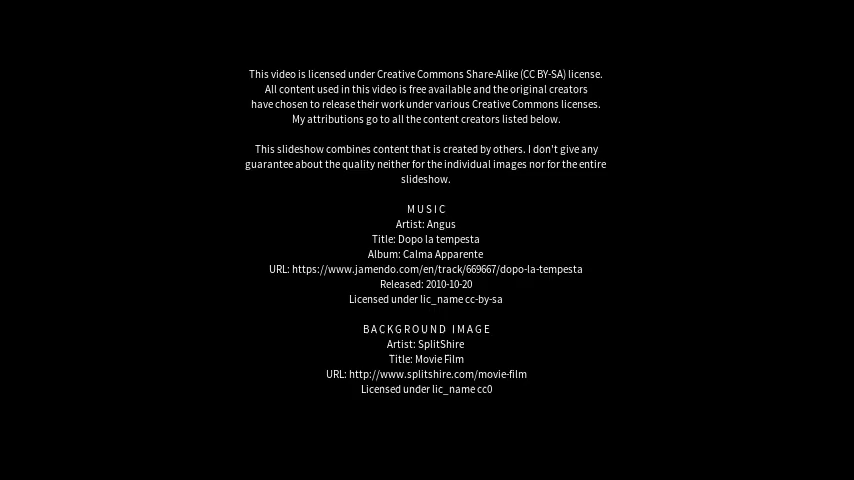 This video is licensed under Creative Commons Share-Alike (CC BY-SA) license.
All content used in this video is free available and the original creators
have chosen to release their work under various Creative Commons licenses.
My attributions go to all the content creators listed below.
This slideshow combines content that is created by others. I don't give any
guarantee about the quality neither for the individual images nor for the entire
slideshow.
MUSIC
Artist: Angus
Title: Dopo la tempesta
Album: Calma Apparente
URL: https://www.jamendo.com/en/track/669667/dopo-la-tempesta
Released: 2010-10-20
Licensed under lic_name cc-by-sa
BACKGROUND IMAGE
Artist: SplitShire
Title: Movie Film
URL: http://www.splitshire.com/movie-film
Licensed under lic_name cc0